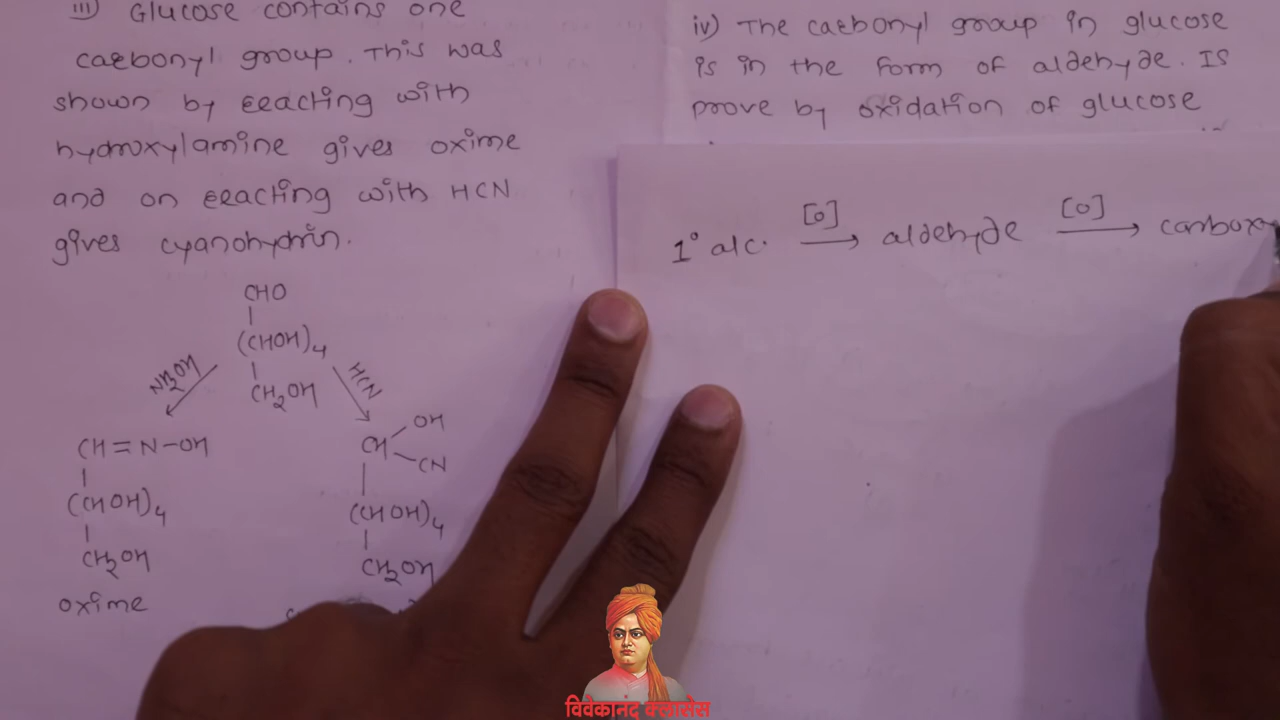 iii) Glucose contains one
carbonyl group. This was
shown by reacting with
hydroxylamine gives oxime
and on reacting with HCN
gives cyanohydrin.
CHO
(CHOH)4
CH2OH
NH2OH
HCN
CH=N-OH
(CHOH)4
CH2OH
oxime
CH
OH
CN
(CHOH)4
CH2OH
iv) The carbonyl group in glucose
is in the form of aldehyde. Is
prove by oxidation of glucose
1° alc. [O] → aldehyde [O] → carboxy
विवेकानंद क्लासेस